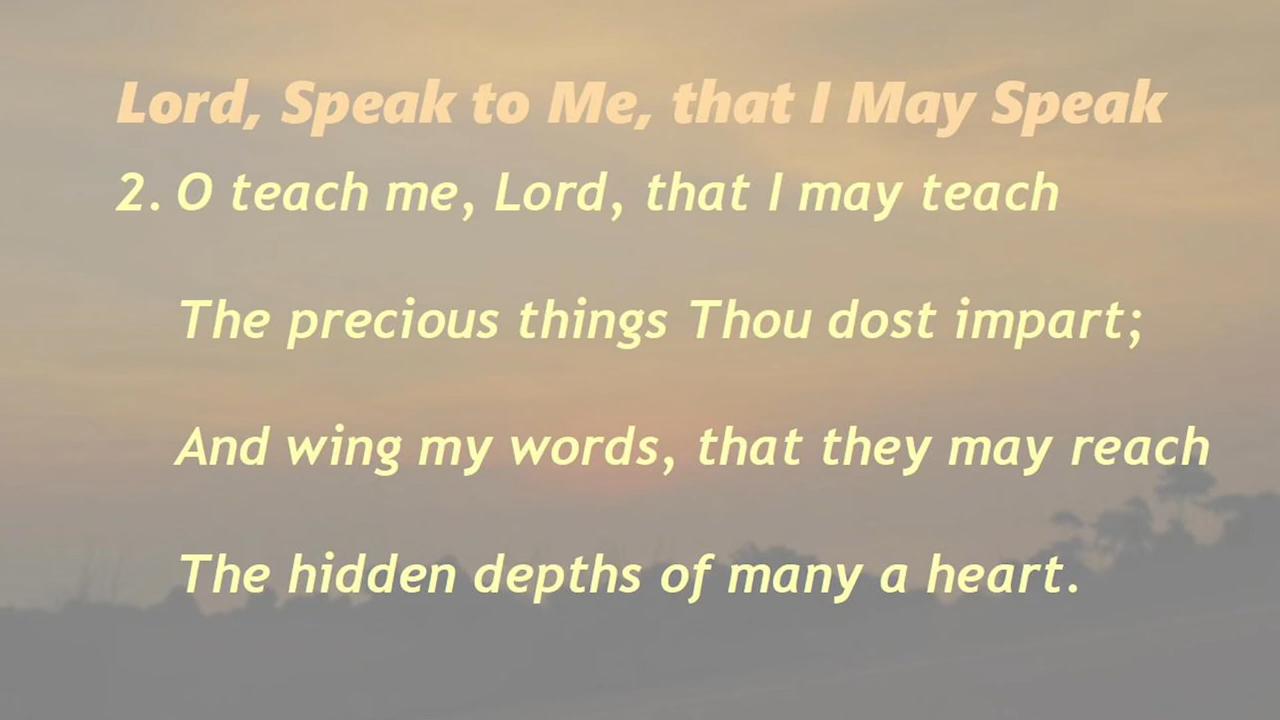 Lord, Speak to Me, that I May Speak
2. O teach me, Lord, that I may teach
The precious things Thou dost impart;
And wing my words, that they may reach
The hidden depths of many a heart.